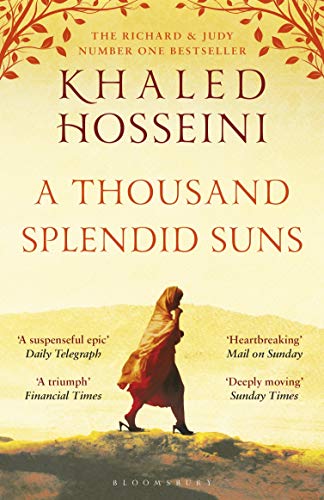 THE RICHARD & JUDY
NUMBER ONE BESTSELLER
KHALED
HOSSEINI
A THOUSAND
SPLENDID SUNS
‘A suspenseful epic’
Daily Telegraph
‘Heartbreaking’
Mail on Sunday
‘A triumph’
Financial Times
‘Deeply moving’
Sunday Times
BLOOMSBURY